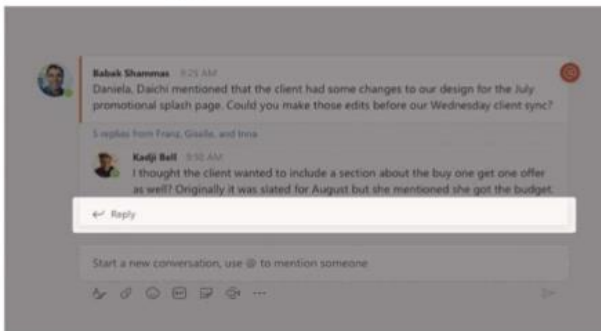 Babak Shammas 9:25 AM
Daniela, Daichi mentioned that the client had some changes to our design for the July
promotional splash page. Could you make those edits before our Wednesday client sync?
5 replies from Franz, Giselle, and Inna
Kadji Bell 9:50 AM
I thought the client wanted to include a section about the buy one get one offer
as well? Originally it was slated for August but she mentioned she got the budget.
Reply
Start a new conversation, use @ to mention someone